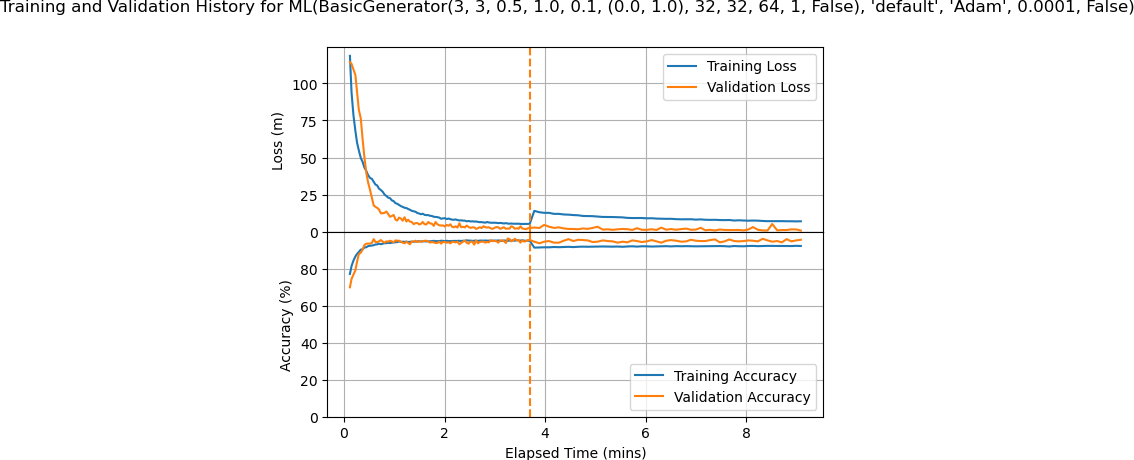 Training and Validation History for ML(BasicGenerator(3, 3, 0.5, 1.0, 0.1, (0.0, 1.0), 32, 32, 64, 1, False), 'default', 'Adam', 0.0001, False)
Training Loss
Validation Loss
Loss (m)
100
75
50
25
0
Accuracy (%)
80
60
40
20
0
Training Accuracy
Validation Accuracy
0 2 4 6 8
Elapsed Time (mins)